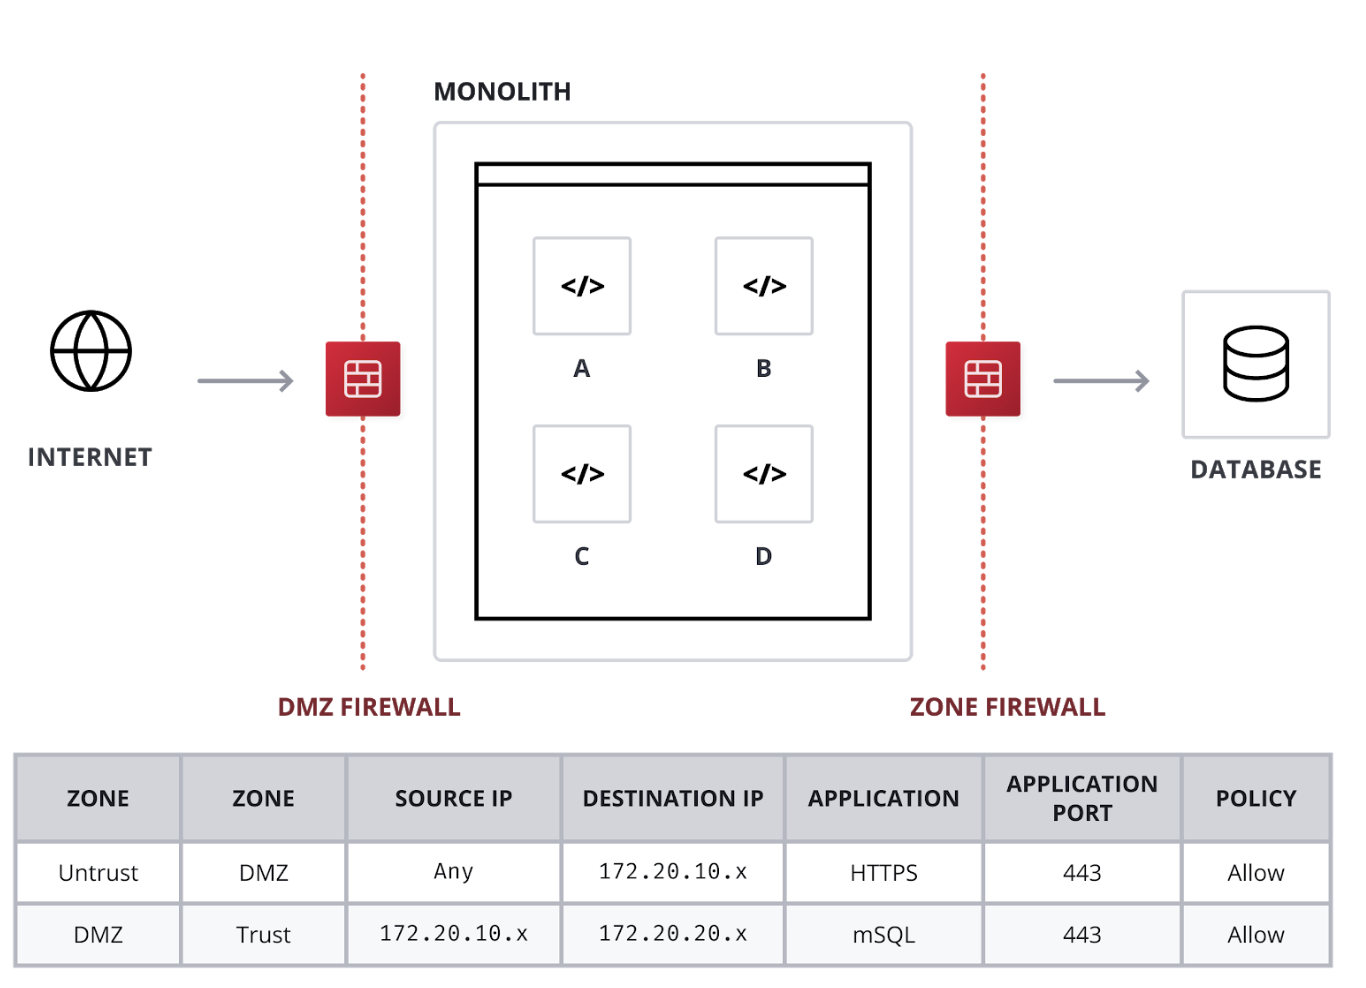 MONOLITH
</> </>
A B
INTERNET
</> </>
DATABASE
C D
DMZ FIREWALL ZONE FIREWALL
ZONE ZONE SOURCE IP DESTINATION IP APPLICATION APPLICATION PORT POLICY
Untrust DMZ Any 172.20.10.x HTTPS 443 Allow
DMZ Trust 172.20.10.x 172.20.20.x mSQL 443 Allow